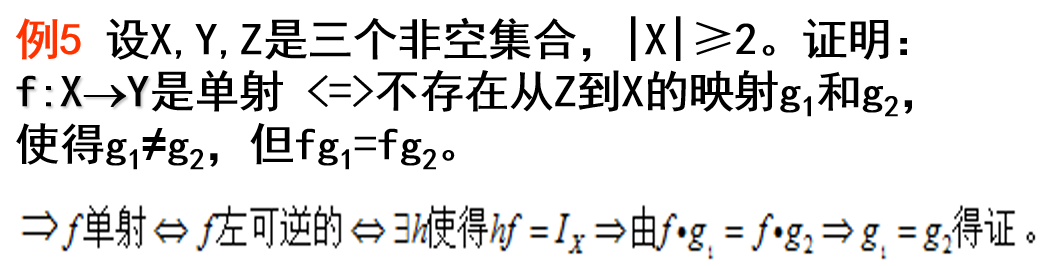 例5 设X,Y,Z是三个非空集合，|X|≥2。证明：
f:X→Y是单射 <=>不存在从Z到X的映射g₁和g₂，
使得g₁≠g₂，但fg₁=fg₂。
⇒f单射⇔f左可逆的⇔∃h使得hf=I_X⇒由f•g₁=f•g₂⇒g₁=g₂得证。